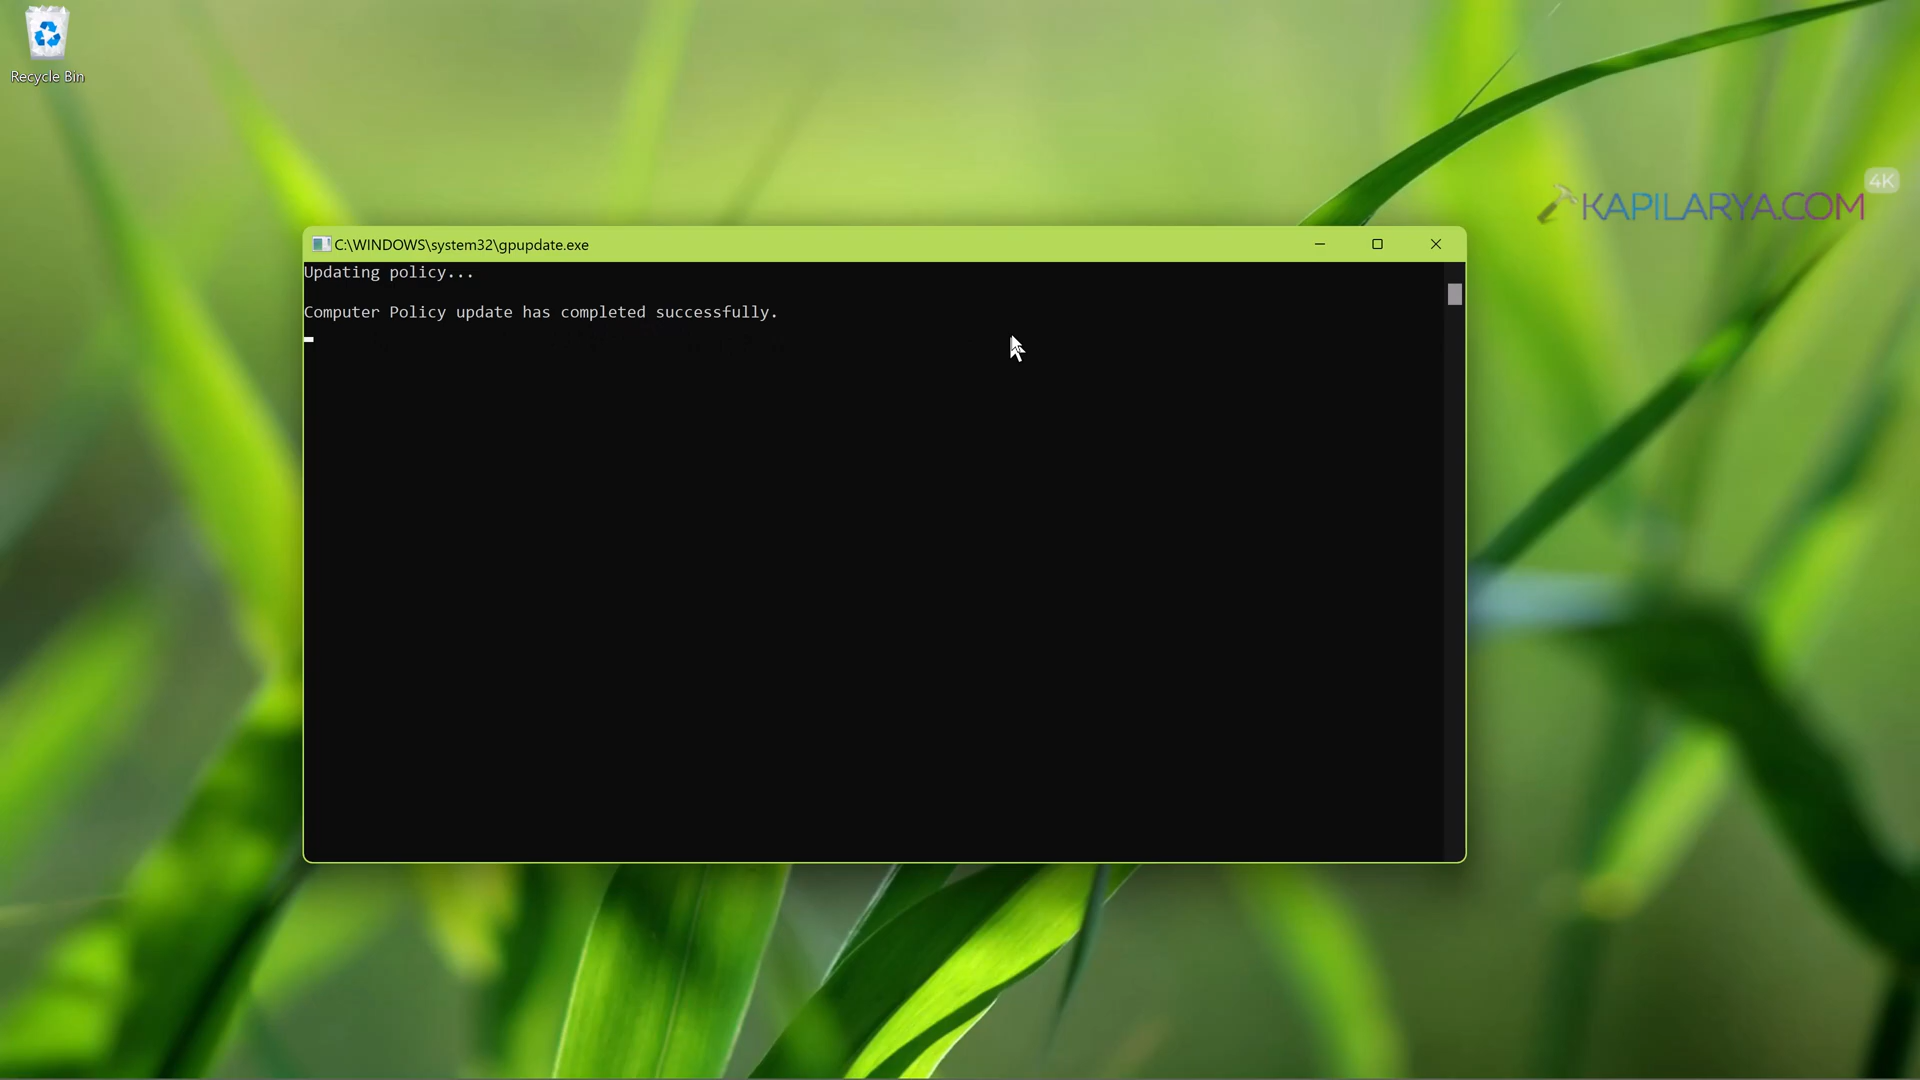 Recycle Bin
4K
KAPILARYA.COM
C:\WINDOWS\system32\gpupdate.exe
Updating policy...
Computer Policy update has completed successfully.